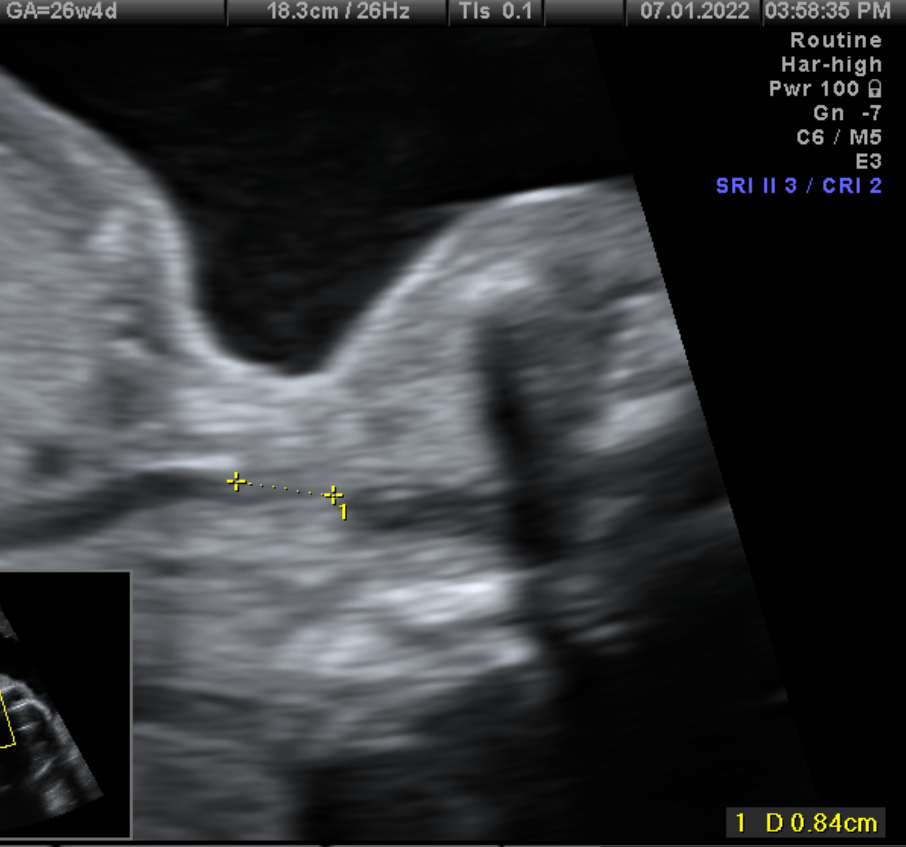 GA=26w4d 18.3cm / 26Hz TIs 0.1 07.01.2022 03:58:35 PM
Routine
Har-high
Pwr 100
Gn -7
C6 / M5
E3
SRI II 3 / CRI 2
1
1 D 0.84cm